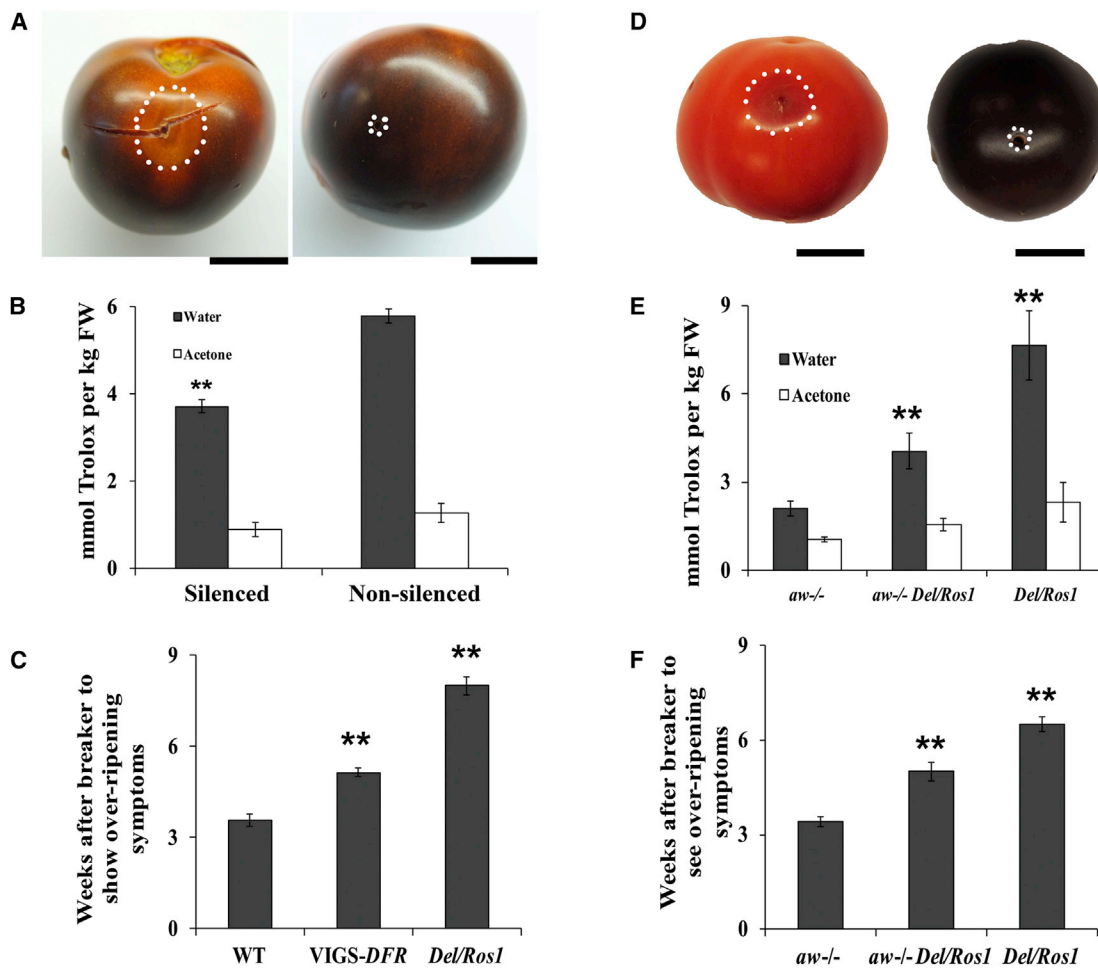 A
D
B
mmol Trolox per kg FW
6
4
2
0
Water
Acetone
**
Silenced
Non-silenced
E
mmol Trolox per kg FW
9
6
3
0
Water
Acetone
**
**
aw-/-
aw-/- Del/Ros1
Del/Ros1
C
Weeks after breaker to
show over-ripening
symptoms
9
6
3
0
**
**
WT
VIGS-DFR
Del/Ros1
F
Weeks after breaker to
see over-ripening
symptoms
9
6
3
0
**
**
aw-/-
aw-/- Del/Ros1
Del/Ros1